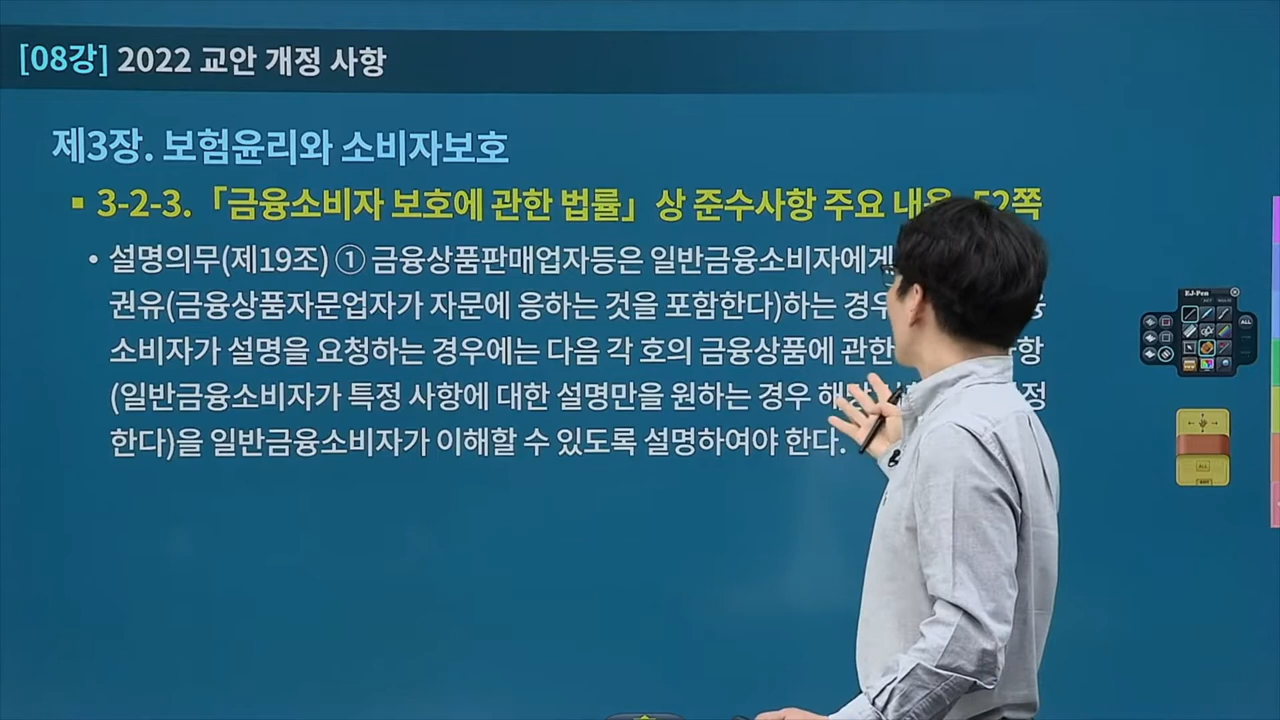 [08강] 2022 교안 개정 사항
제3장. 보험윤리와 소비자보호
▪ 3-2-3.「금융소비자 보호에 관한 법률」상 준수사항 주요 52쪽
• 설명의무(제19조) ① 금융상품판매업자등은 일반금융소비자에게
권유(금융상품자문업자가 자문에 응하는 것을 포함한다)하는 경우
소비자가 설명을 요청하는 경우에는 다음 각 호의 금융상품에 관한
(일반금융소비자가 특정 사항에 대한 설명만을 원하는 경우
한다)을 일반금융소비자가 이해할 수 있도록 설명하여야 한다.
EJ-Pen
ALL
ALL